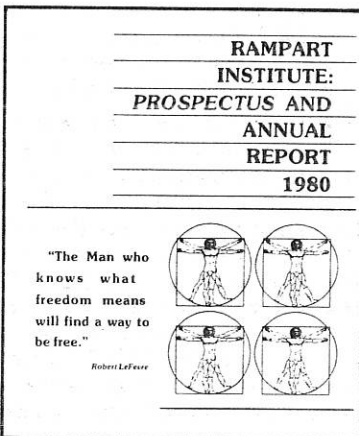 RAMPART
INSTITUTE:
PROSPECTUS AND
ANNUAL
REPORT
1980
"The Man who
knows what
freedom means
will find a way to
be free."
Robert LeFevre